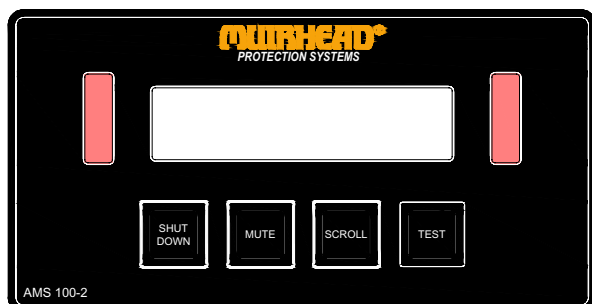 MUIRHEAD®
PROTECTION SYSTEMS
SHUT
DOWN
MUTE
SCROLL
TEST
AMS 100-2